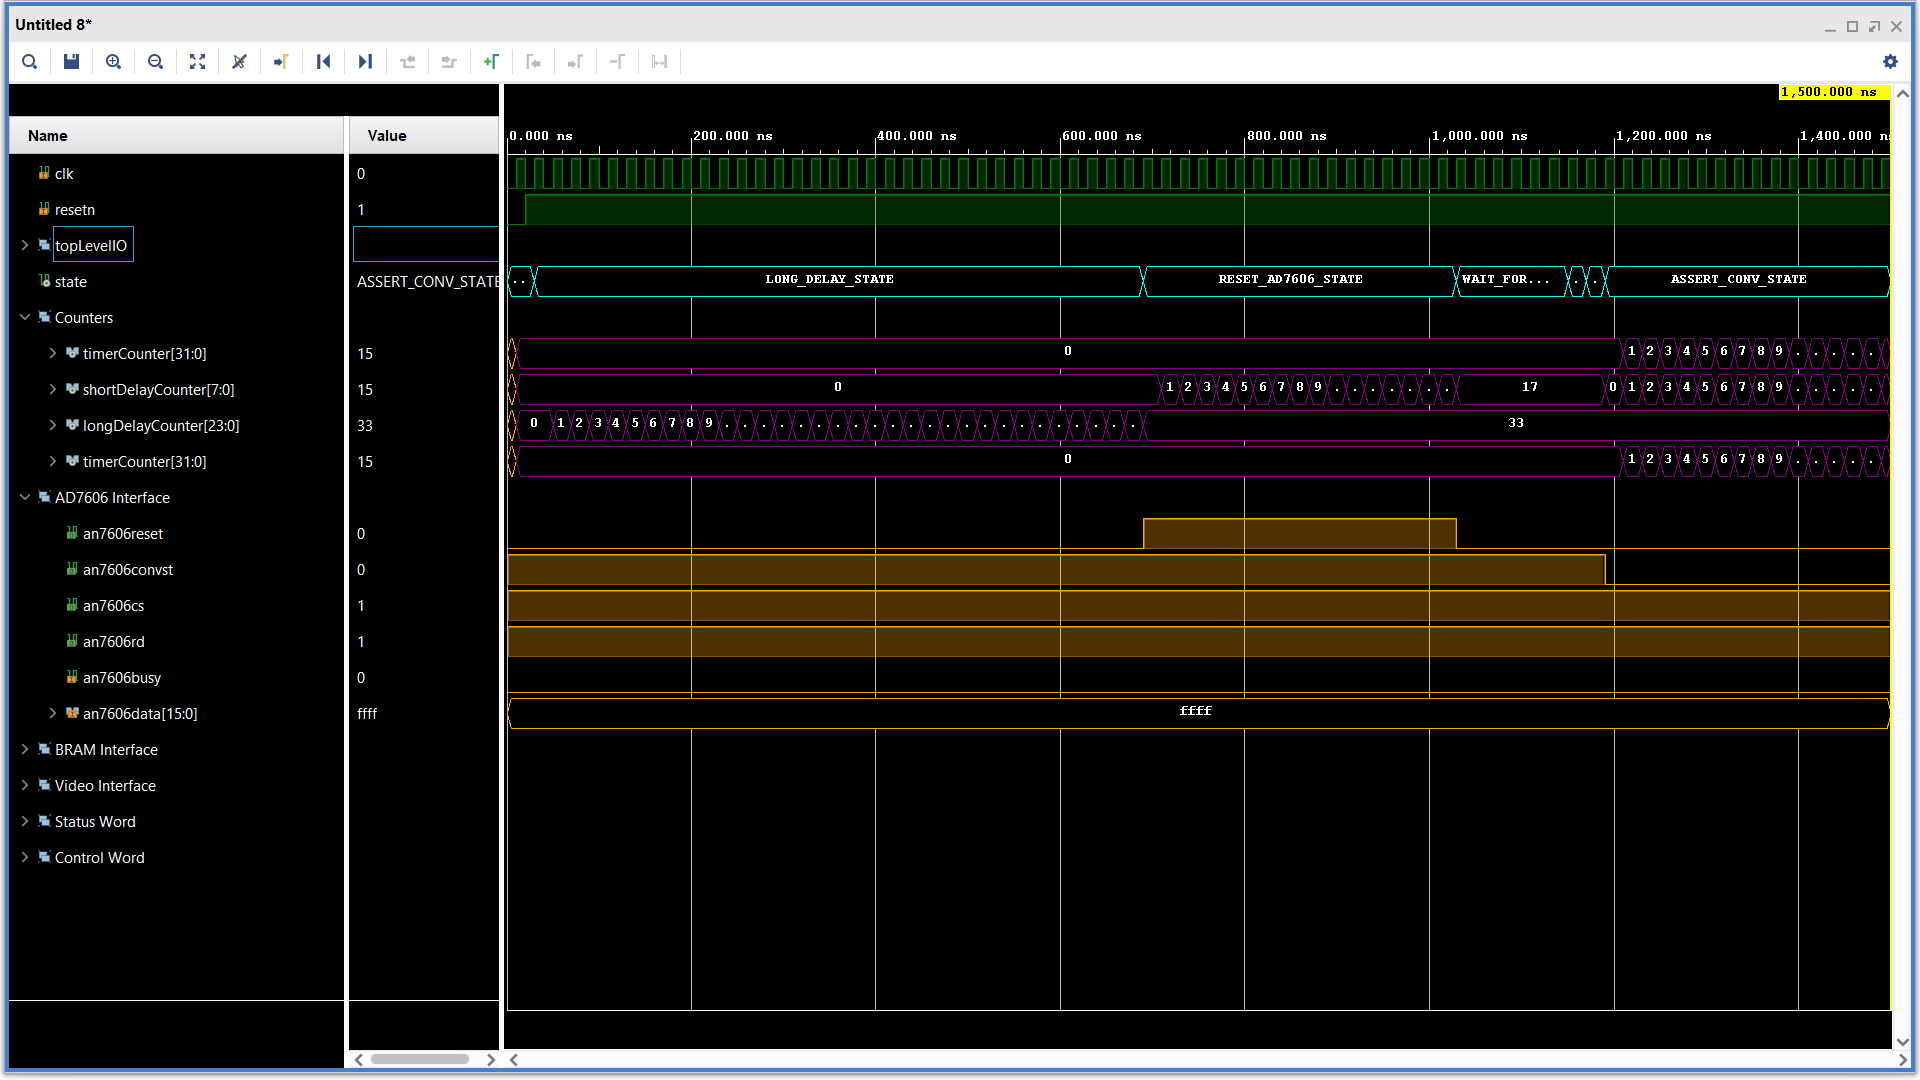 Untitled 8*
1,500.000 ns
Name Value
0.000 ns 200.000 ns 400.000 ns 600.000 ns 800.000 ns 1,000.000 ns 1,200.000 ns 1,400.000 ns
clk 0
resetn 1
topLevelIO
state ASSERT_CONV_STATE .. LONG_DELAY_STATE RESET_AD7606_STATE WAIT_FOR... . . ASSERT_CONV_STATE
Counters
timerCounter[31:0] 15 0 1 2 3 4 5 6 7 8 9 . . . . .
shortDelayCounter[7:0] 15 0 1 2 3 4 5 6 7 8 9 . . . . . . . 17 0 1 2 3 4 5 6 7 8 9 . . . . .
longDelayCounter[23:0] 33 0 1 2 3 4 5 6 7 8 9 . . . . . . . . . . . . . . . . . . . . . . . 33
timerCounter[31:0] 15 0 1 2 3 4 5 6 7 8 9 . . . . .
AD7606 Interface
an7606reset 0
an7606convst 0
an7606cs 1
an7606rd 1
an7606busy 0
an7606data[15:0] ffff ffff
BRAM Interface
Video Interface
Status Word
Control Word